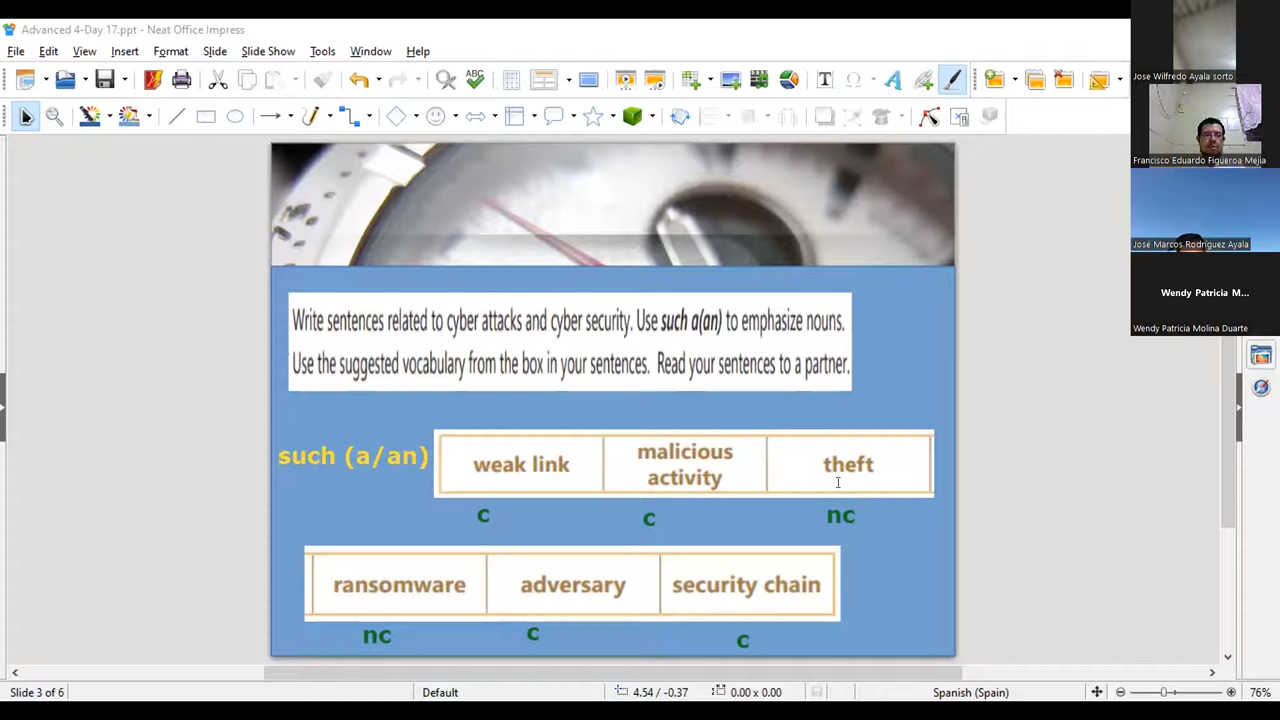 Advanced 4-Day 17.ppt - Neat Office Impress
File Edit View Insert Format Slide Slide Show Tools Window Help
Jose Wilfredo Ayala sorto
Francisco Eduardo Figueroa Mejia
José Marcos Rodríguez Ayala
Wendy Patricia M...
Wendy Patricia Molina Duarte
Write sentences related to cyber attacks and cyber security. Use such a(an) to emphasize nouns.
Use the suggested vocabulary from the box in your sentences. Read your sentences to a partner.
such (a/an)
weak link
malicious
activity
theft
c
c
nc
ransomware
adversary
security chain
nc
c
c
Slide 3 of 6
Default
4.54 / -0.37
0.00 x 0.00
Spanish (Spain)
76%